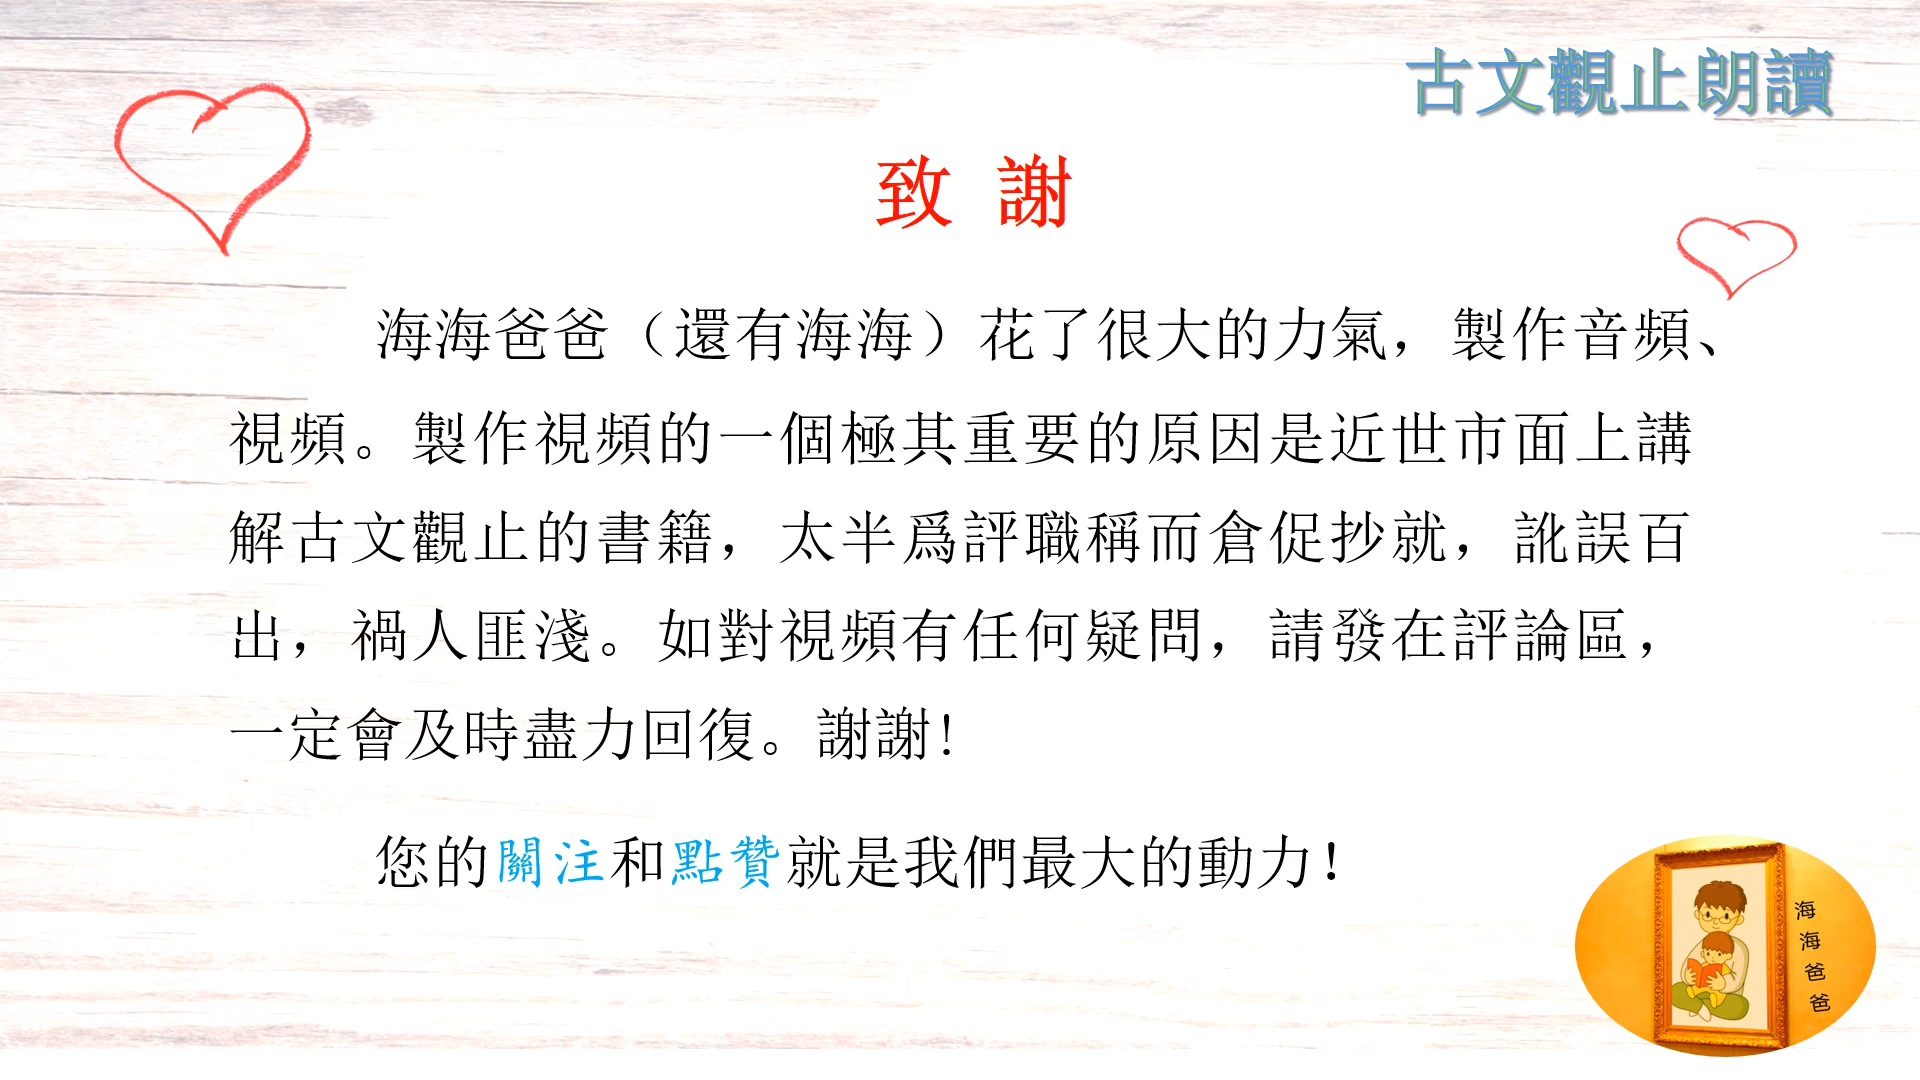 古文觀止朗讀
致 謝
海海爸爸（還有海海）花了很大的力氣，製作音頻、
視頻。製作視頻的一個極其重要的原因是近世市面上講
解古文觀止的書籍，太半爲評職稱而倉促抄就，訛誤百
出，禍人匪淺。如對視頻有任何疑問，請發在評論區，
一定會及時盡力回復。謝謝！
您的關注和點贊就是我們最大的動力！
海海爸爸